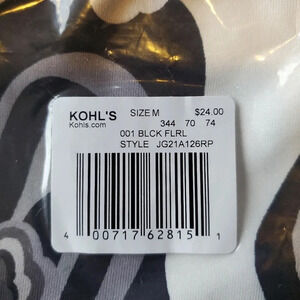 KOHL'S SIZE M $24.00
Kohls.com 344 70 74
001 BLCK FLRL
STYLE JG21A126RP
4 00717 62815 1